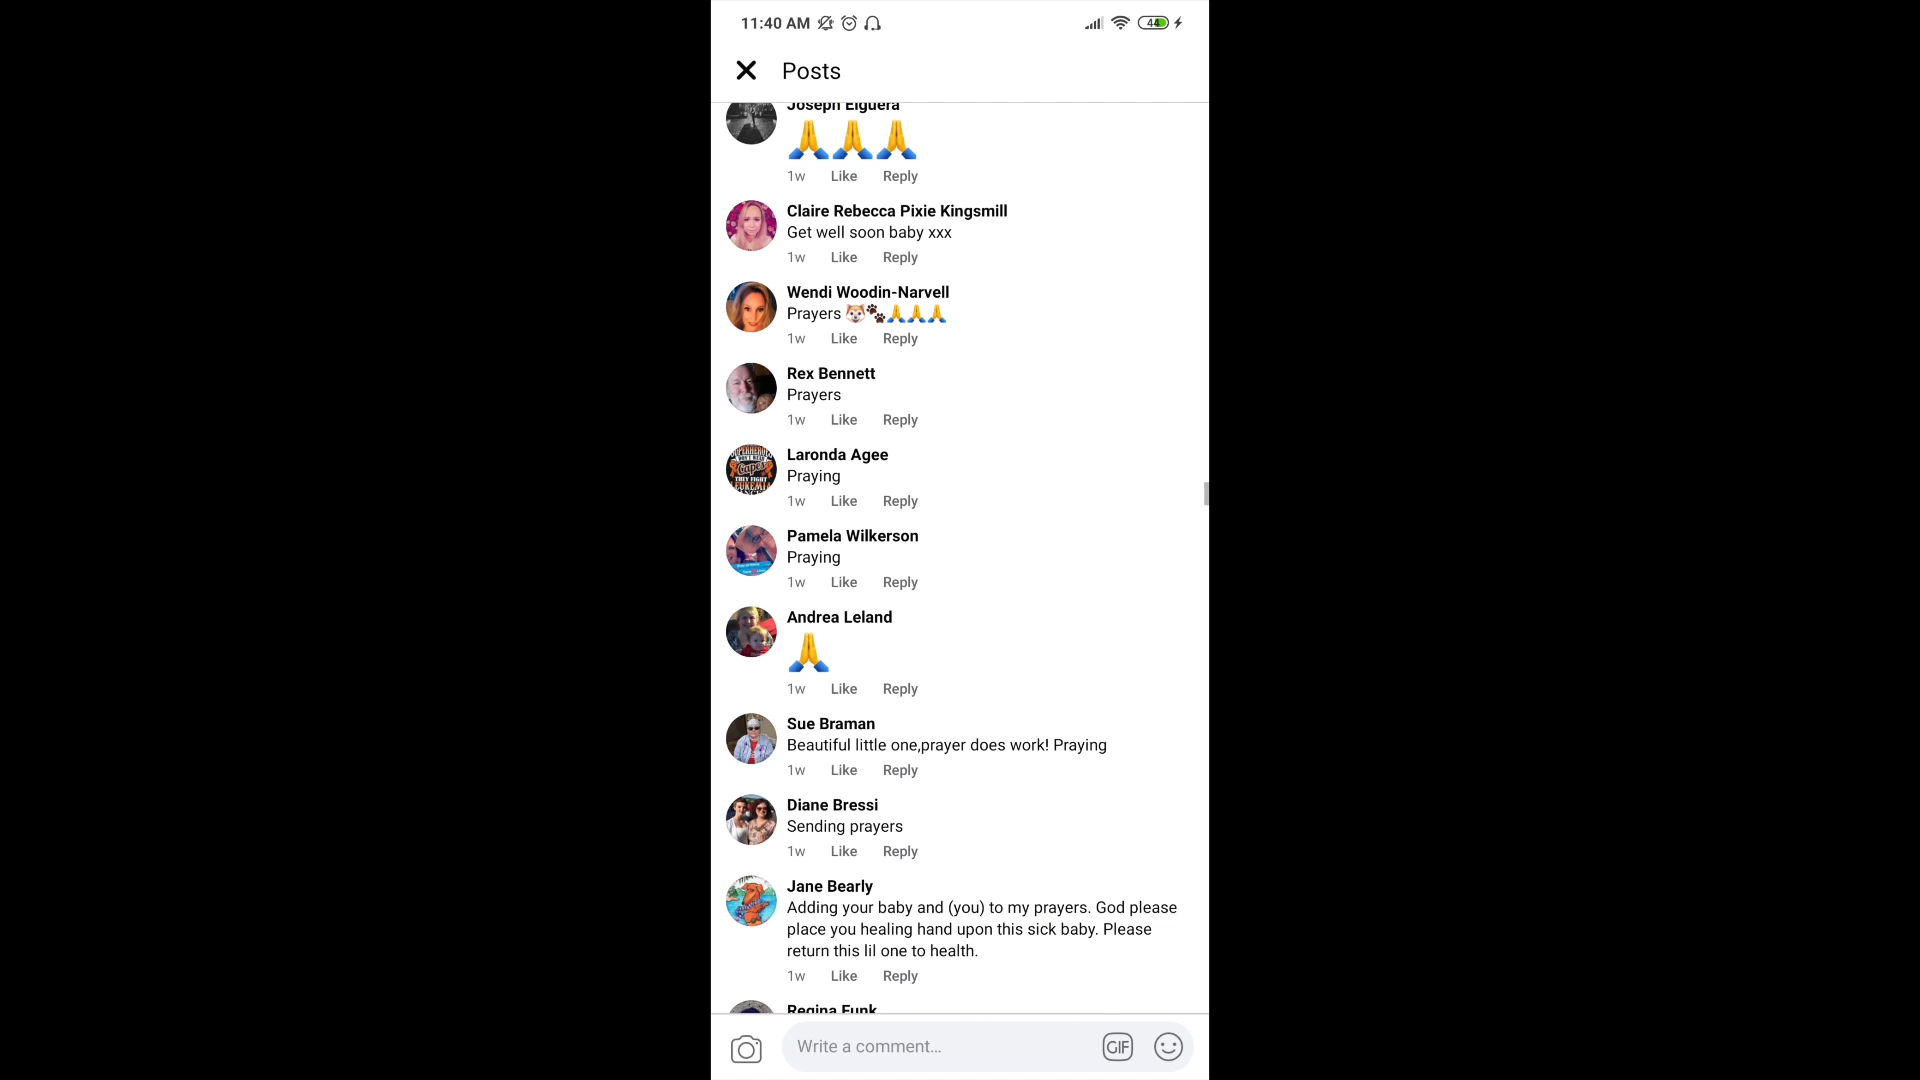 11:40 AM
44
Posts
Joseph Elguera
🙏🙏🙏
1w Like Reply
Claire Rebecca Pixie Kingsmill
Get well soon baby xxx
1w Like Reply
Wendi Woodin-Narvell
Prayers 🐶🐾🙏🙏🙏
1w Like Reply
Rex Bennett
Prayers
1w Like Reply
Laronda Agee
Praying
1w Like Reply
Capes
THEY FIGHT
Pamela Wilkerson
Praying
1w Like Reply
Andrea Leland
🙏
1w Like Reply
Sue Braman
Beautiful little one,prayer does work! Praying
1w Like Reply
Diane Bressi
Sending prayers
1w Like Reply
Jane Bearly
Adding your baby and (you) to my prayers. God please
place you healing hand upon this sick baby. Please
return this lil one to health.
1w Like Reply
Regina Funk
Write a comment...
GIF